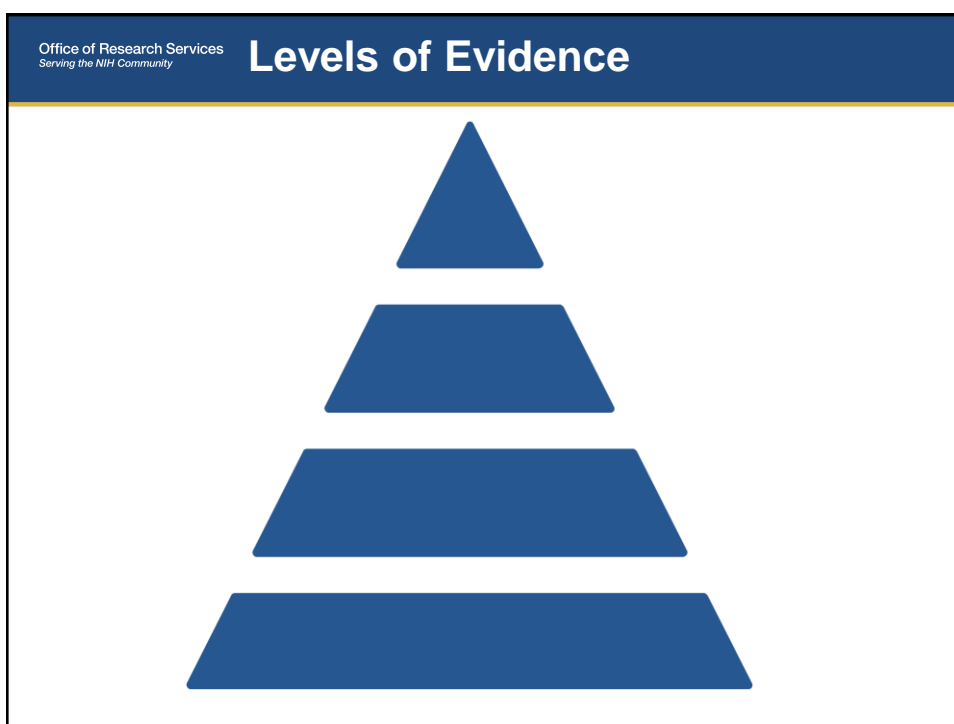 Office of Research Services
Serving the NIH Community
Levels of Evidence